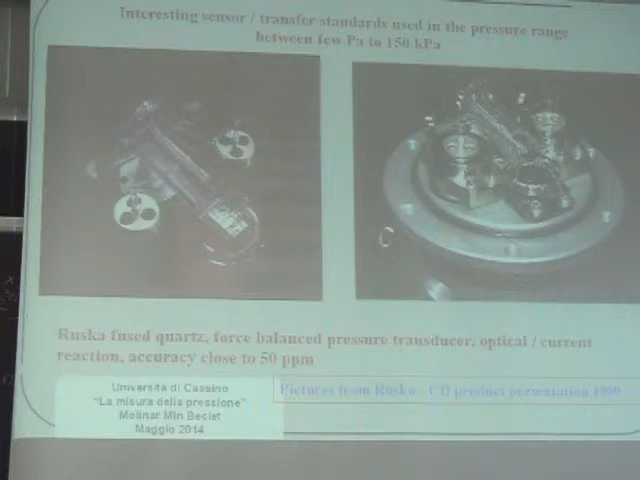 Interesting sensor / transfer standards used in the pressure range
between few Pa to 150 kPa
Ruska fused quartz, force balanced pressure transducer, optical / current
reaction, accuracy close to 50 ppm
Pictures from Ruska - CD product presentation 1999
Università di Cassino
"La misura della pressione"
Molinar Min Beciet
Maggio 2014